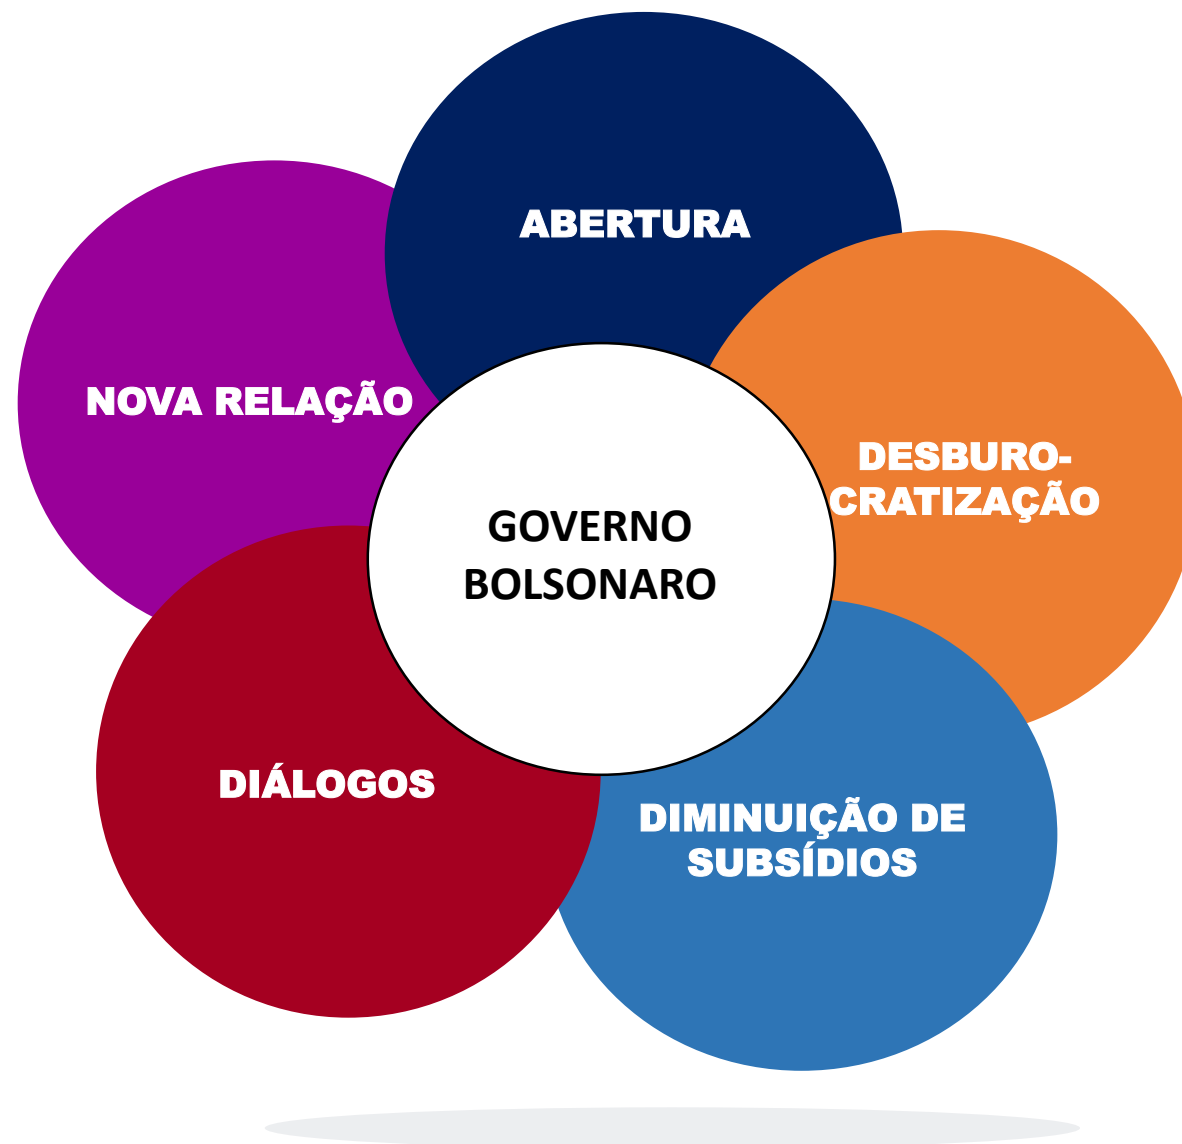 ABERTURA
NOVA RELAÇÃO
DESBURO-
CRATIZAÇÃO
GOVERNO
BOLSONARO
DIÁLOGOS
DIMINUIÇÃO DE
SUBSÍDIOS